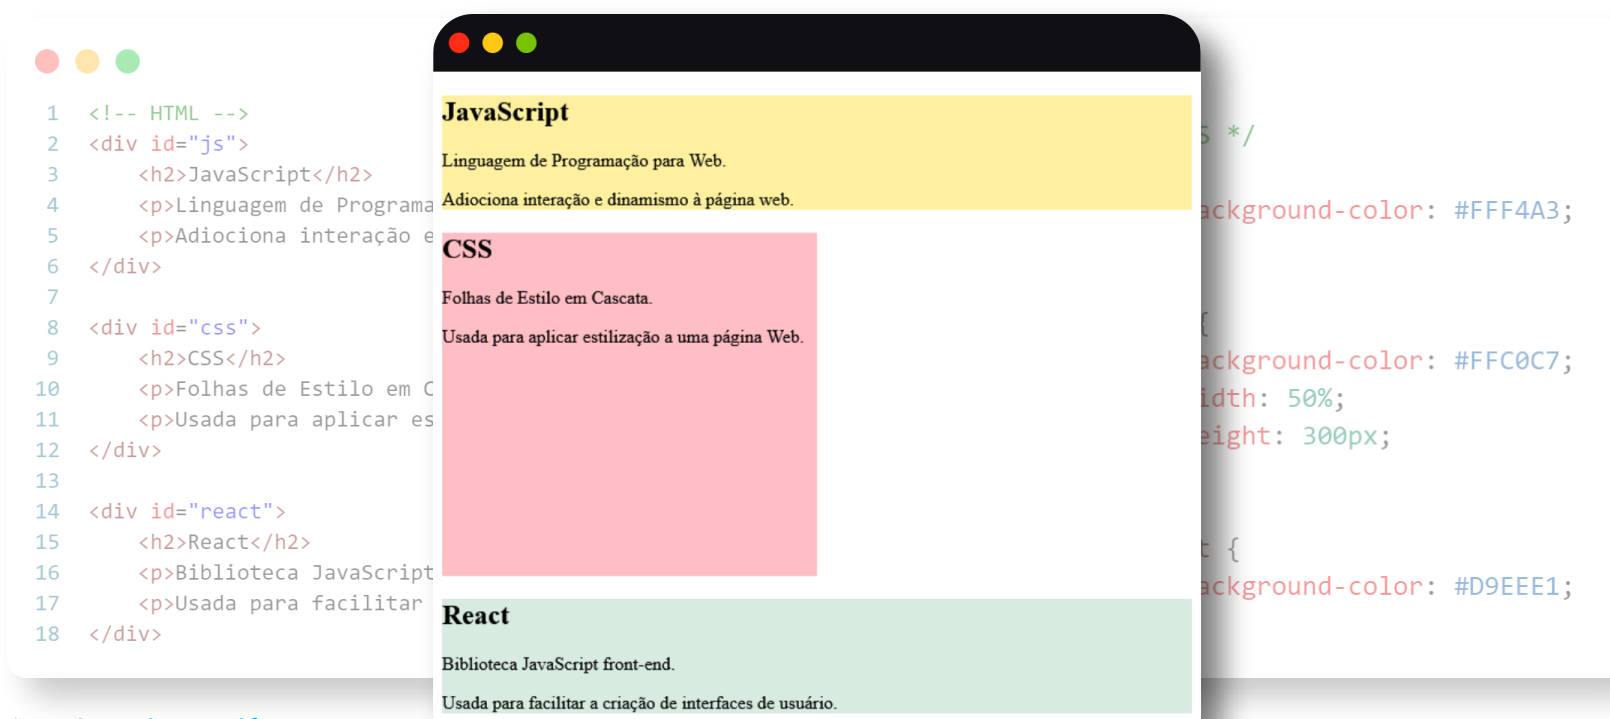 1 <!-- HTML -->
2 <div id="js">
3 <h2>JavaScript</h2>
4 <p>Linguagem de
5 <p>Adiociona interação
6 </div>
7
8 <div id="css">
9 <h2>CSS</h2>
10 <p>Folhas de Estilo em
11 <p>Usada para aplicar
12 </div>
13
14 <div id="react">
15 <h2>React</h2>
16 <p>Biblioteca JavaScript
17 <p>Usada para facilitar
18 </div>
JavaScript
Linguagem de Programação para Web.
Adiociona interação e dinamismo à página web.
CSS
Folhas de Estilo em Cascata.
Usada para aplicar estilização a uma página Web.
React
Biblioteca JavaScript front-end.
Usada para facilitar a criação de interfaces de usuário.
*/
ackground-color: #FFF4A3;
{
ackground-color: #FFC0C7;
idth: 50%;
eight: 300px;
{
ackground-color: #D9EEE1;